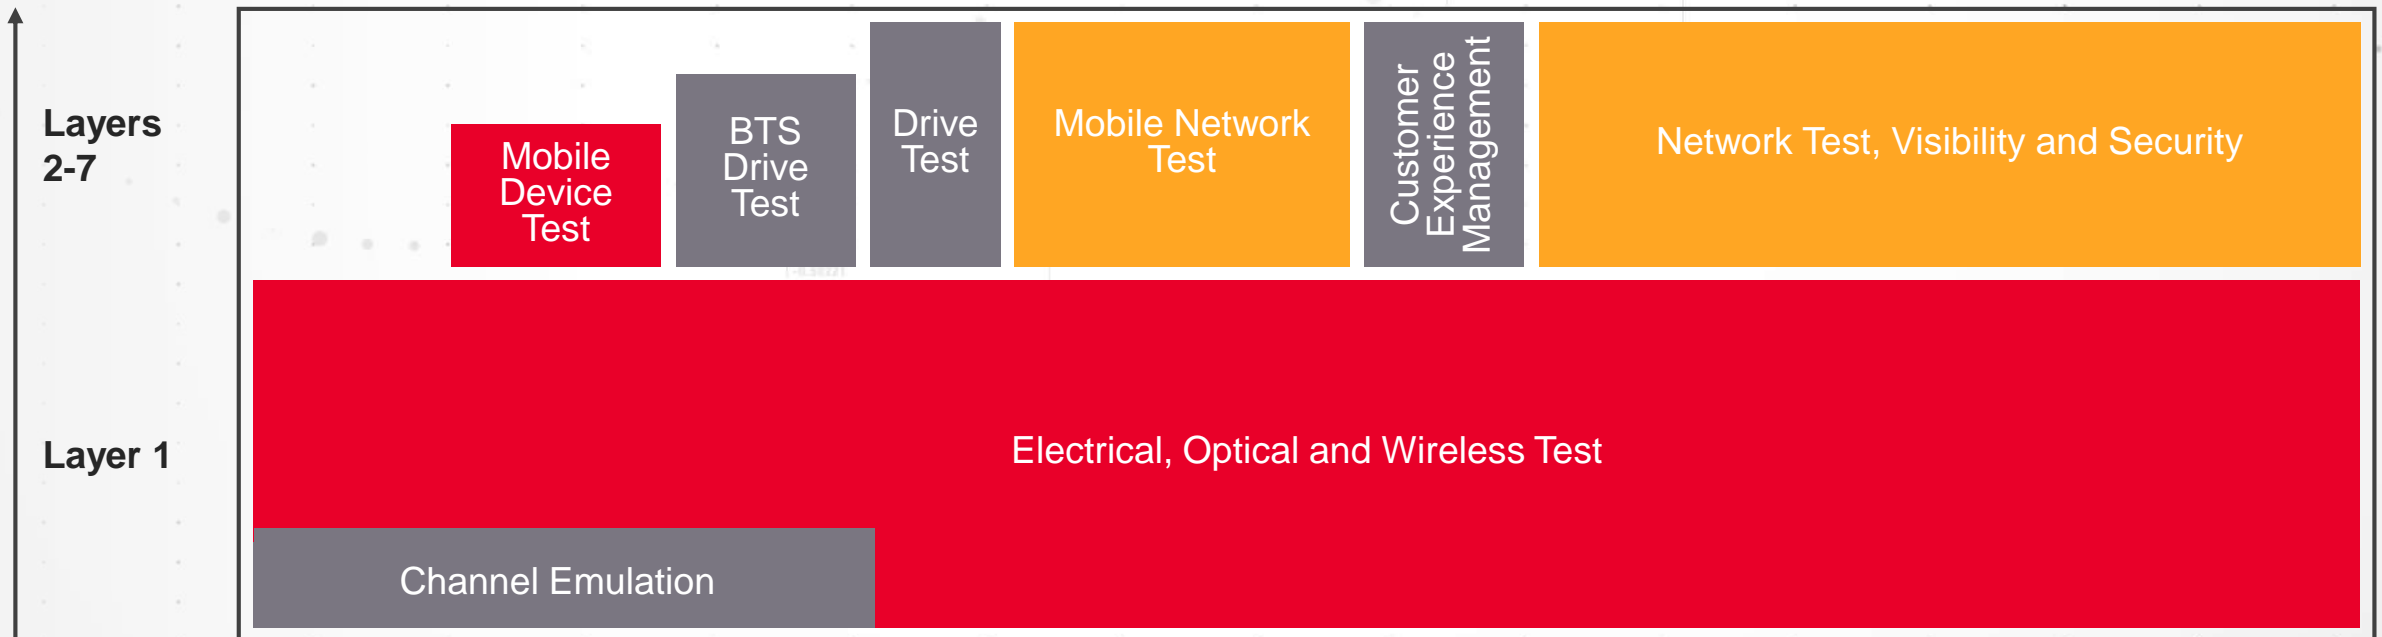 Layers
2-7
Mobile
Device
Test
BTS
Drive
Test
Drive
Test
Mobile Network
Test
Customer
Experience
Management
Network Test, Visibility and Security
Layer 1
Electrical, Optical and Wireless Test
Channel Emulation